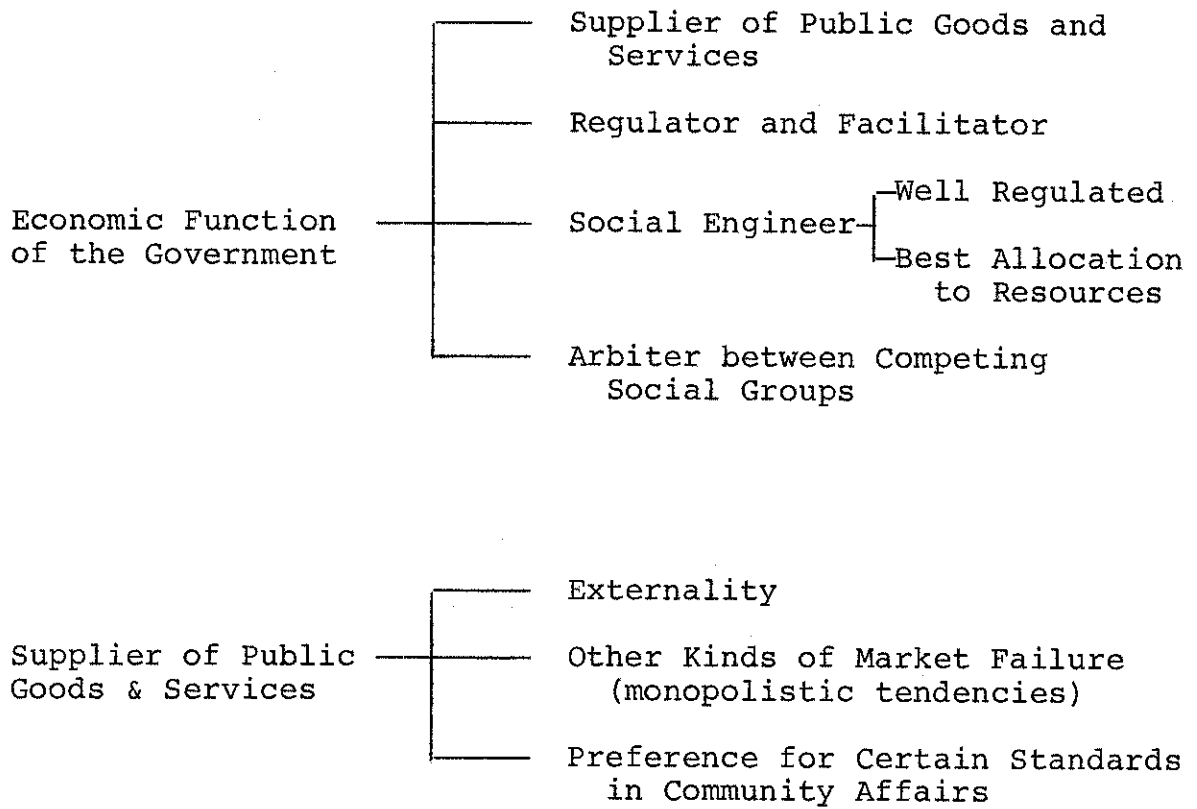 Supplier of Public Goods and
Services
Regulator and Facilitator
Economic Function
of the Government
Social Engineer
Well Regulated
Best Allocation
to Resources
Arbiter between Competing
Social Groups
Supplier of Public
Goods & Services
Externality
Other Kinds of Market Failure
(monopolistic tendencies)
Preference for Certain Standards
in Community Affairs